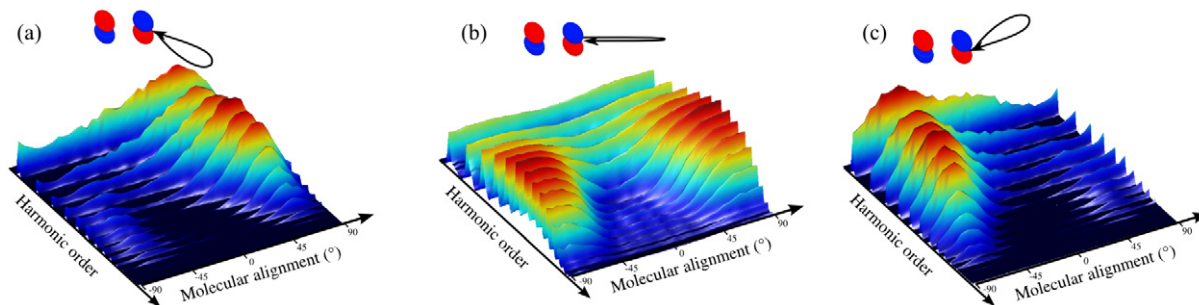 (a)
Harmonic order
-90
-45
0
45
90
Molecular alignment (°)
(b)
Harmonic order
-90
-45
0
45
90
Molecular alignment (°)
(c)
Harmonic order
-90
-45
0
45
90
Molecular alignment (°)